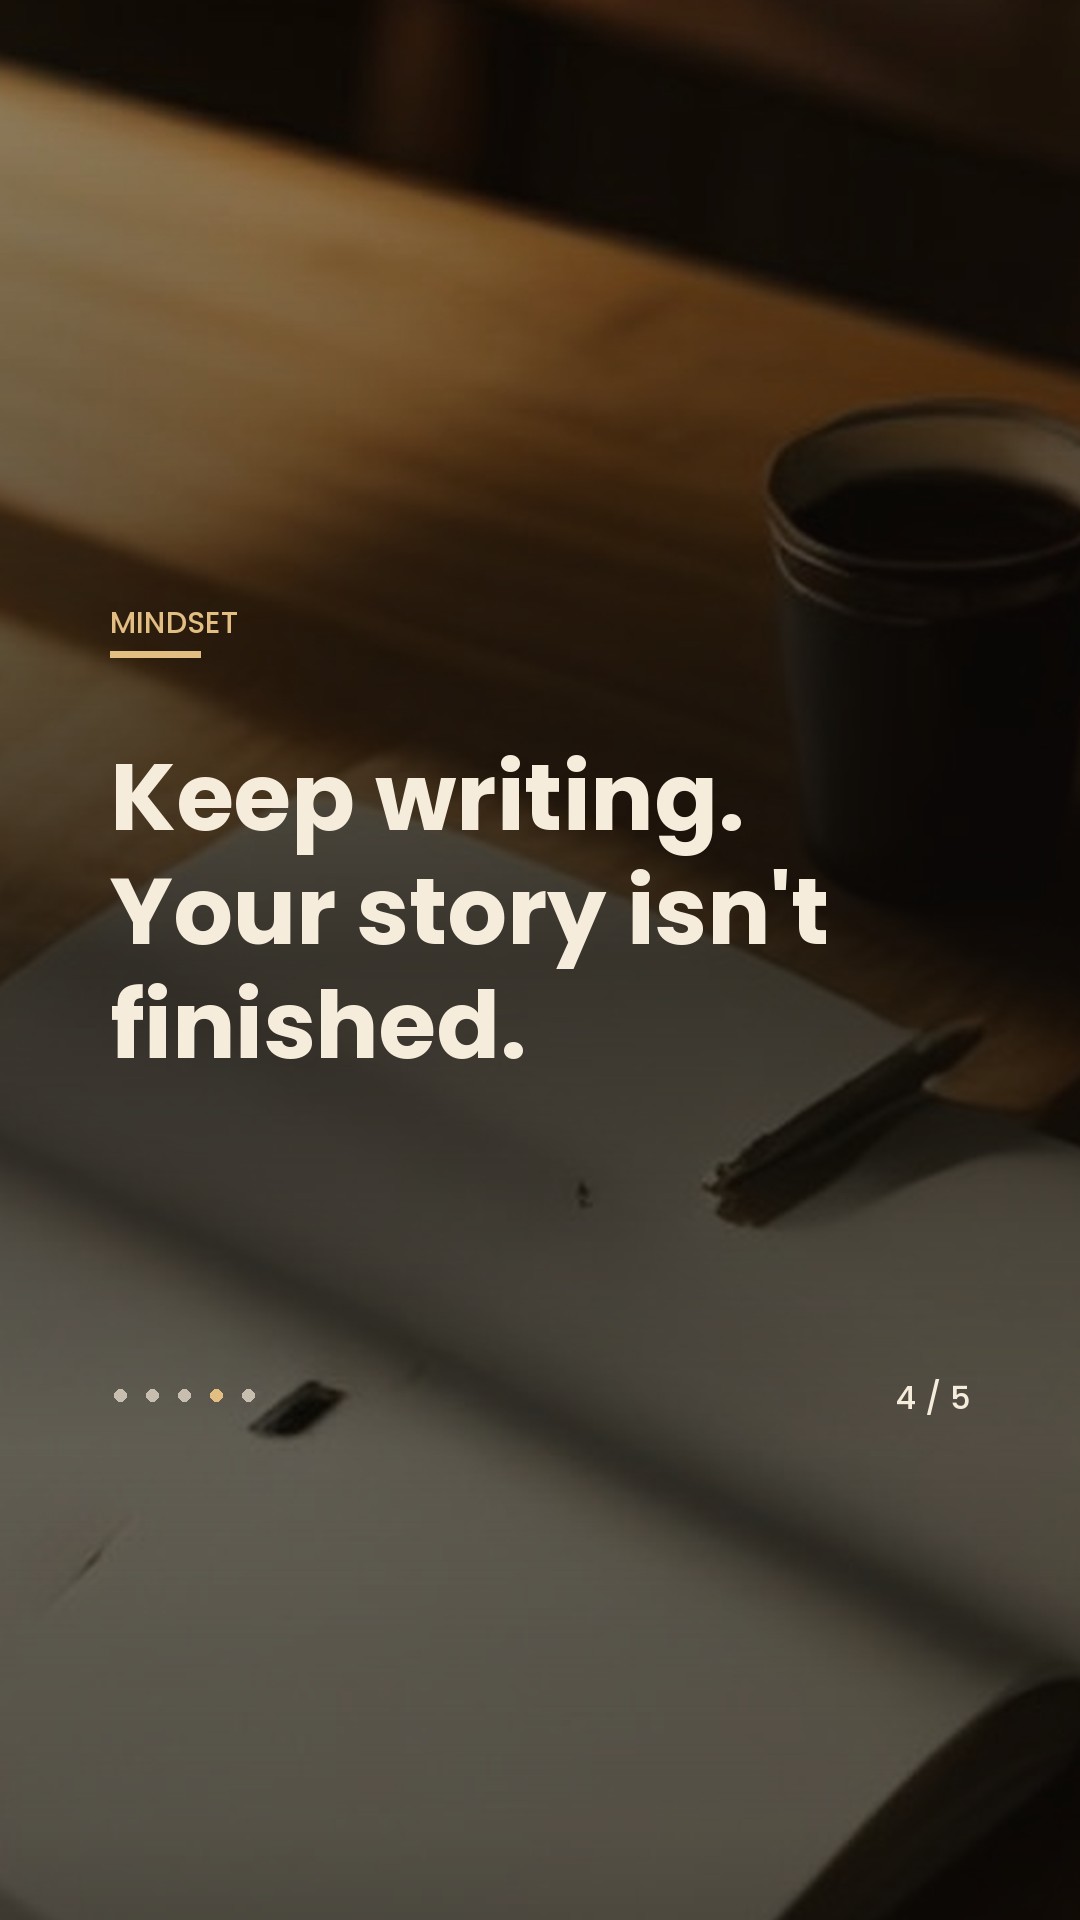 MINDSET
Keep writing.
Your story isn't
finished.
4 / 5